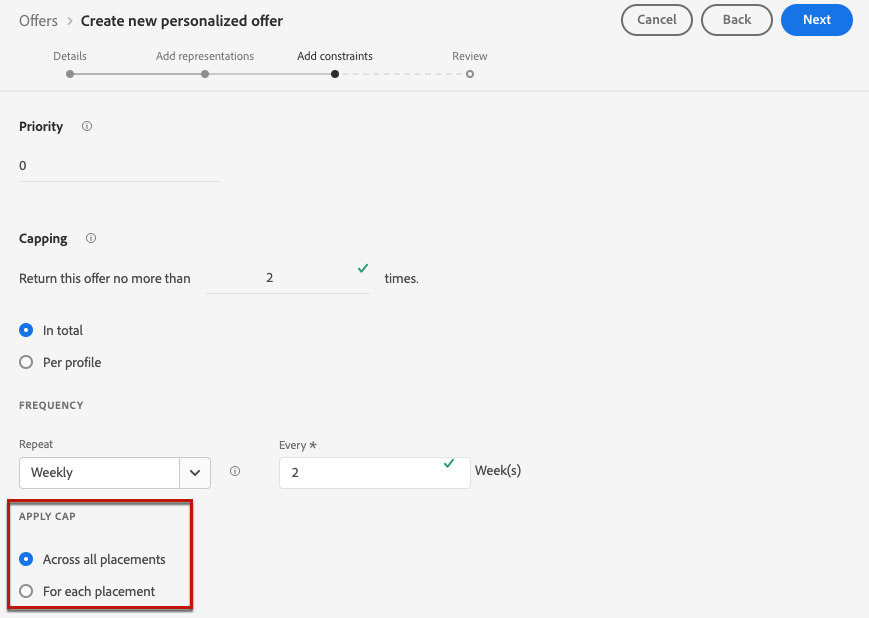 Offers > Create new personalized offer
Cancel
Back
Next
Details
Add representations
Add constraints
Review
Priority
0
Capping
Return this offer no more than 2 times.
In total
Per profile
FREQUENCY
Repeat
Every *
Weekly
2
Week(s)
APPLY CAP
Across all placements
For each placement